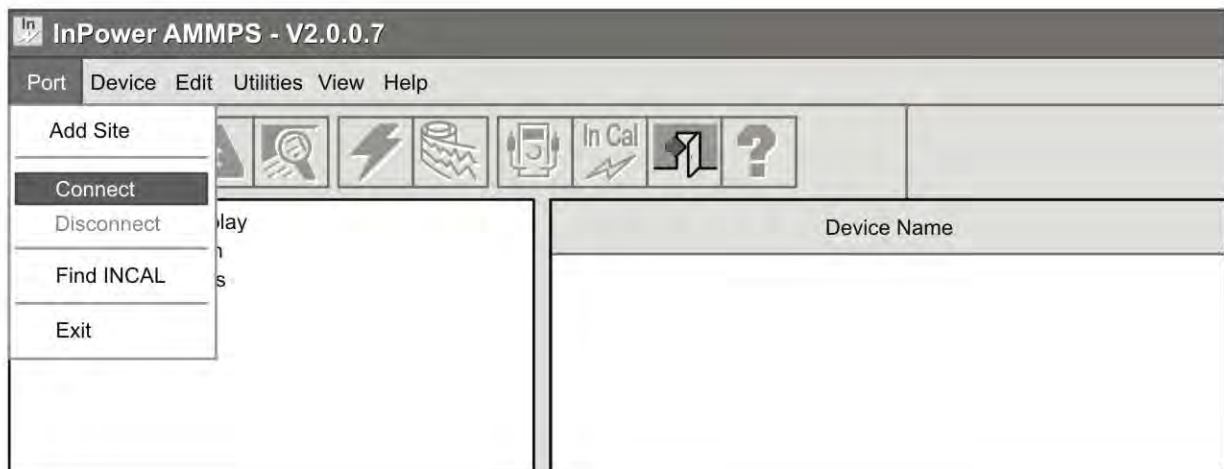 In
InPower AMMPS - V2.0.0.7
Port Device Edit Utilities View Help
Add Site
Connect
Disconnect
Find INCAL
Exit
In Cal
?
Device Name